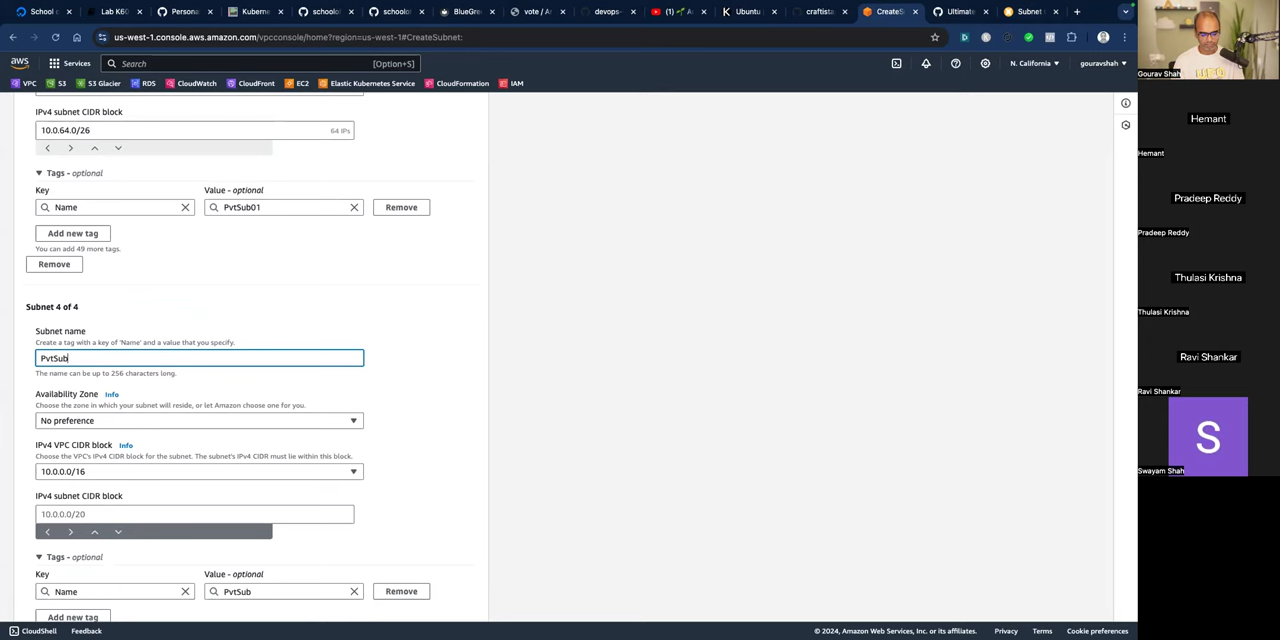 School o
Lab K60
Persona
Kuberne
schoolof
schoolof
BlueGre
vote / Ar
devops-
(1) 🌱 Ac
Ubuntu
craftista
CreateS
Ultimate
Subnet
us-west-1.console.aws.amazon.com/vpcconsole/home?region=us-west-1#CreateSubnet:
aws
Services
Search
[Option+S]
N. California
gouravshah
VPC
S3
S3 Glacier
RDS
CloudWatch
CloudFront
EC2
Elastic Kubernetes Service
CloudFormation
IAM
IPv4 subnet CIDR block
10.0.64.0/26
64 IPs
Tags - optional
Key
Value - optional
Name
PvtSub01
Remove
Add new tag
You can add 49 more tags.
Remove
Subnet 4 of 4
Subnet name
Create a tag with a key of 'Name' and a value that you specify.
PvtSub
The name can be up to 256 characters long.
Availability Zone Info
Choose the zone in which your subnet will reside, or let Amazon choose one for you.
No preference
IPv4 VPC CIDR block Info
Choose the VPC's IPv4 CIDR block for the subnet. The subnet's IPv4 CIDR must lie within this block.
10.0.0.0/16
IPv4 subnet CIDR block
10.0.0.0/20
Tags - optional
Key
Value - optional
Name
PvtSub
Remove
Add new tag
CloudShell
Feedback
© 2024, Amazon Web Services, Inc. or its affiliates.
Privacy
Terms
Cookie preferences
Gourav Shah
Hemant
Hemant
Pradeep Reddy
Pradeep Reddy
Thulasi Krishna
Thulasi Krishna
Ravi Shankar
Ravi Shankar
S
Swayam Shah